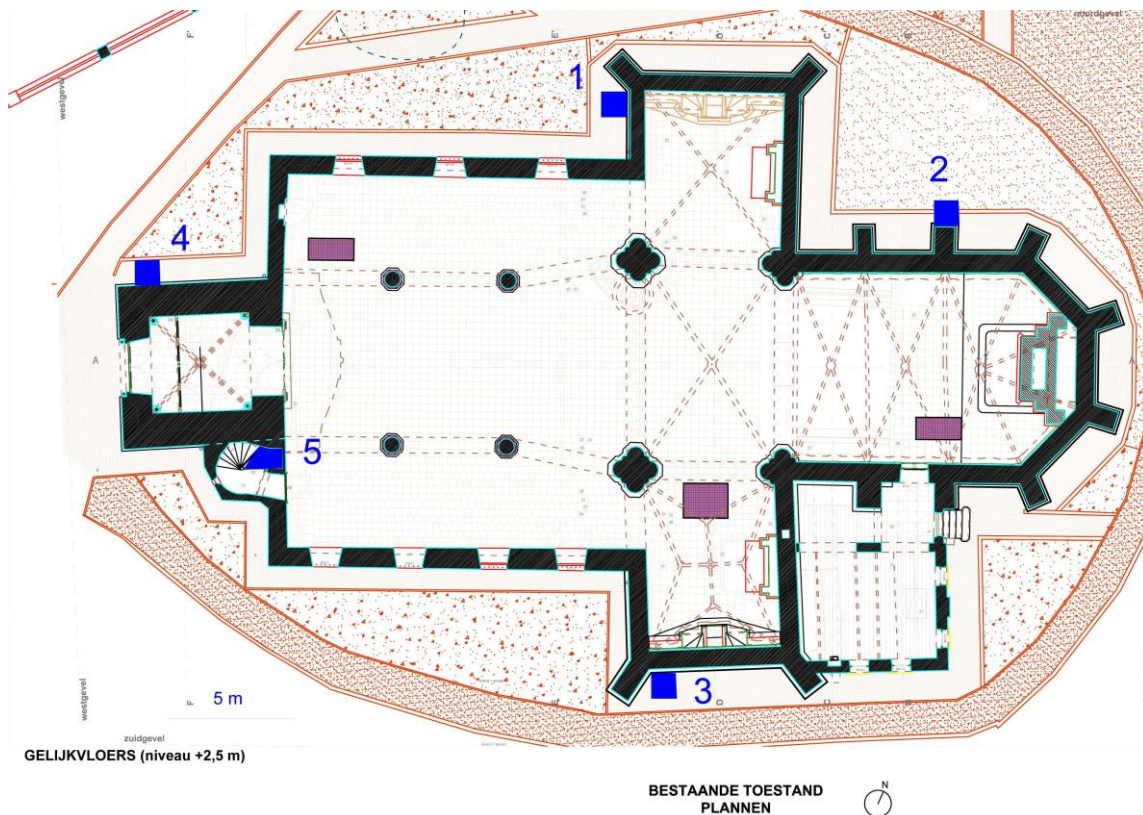 noordgevel
F'
E'
D
C
B'
westgevel
1
2
4
A
A
5
3
westgevel
F
5 m
D
C
B
zuidgevel
GELIJKVLOERS (niveau +2,5 m)
BESTAANDE TOESTAND
PLANNEN
N